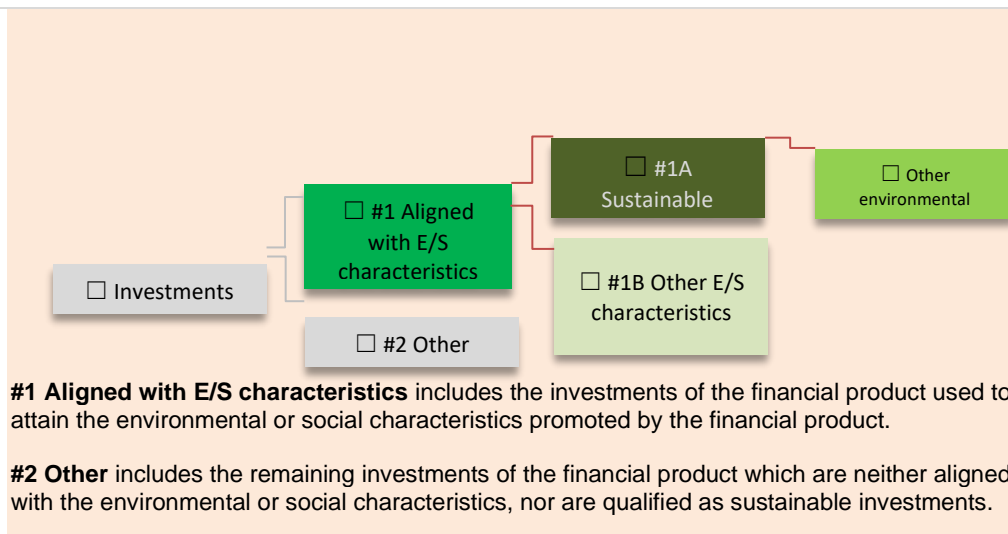 ☐ #1A
Sustainable
☐ Other
environmental
☐ #1 Aligned
with E/S
characteristics
☐ #1B Other E/S
characteristics
☐ Investments
☐ #2 Other
#1 Aligned with E/S characteristics includes the investments of the financial product used to
attain the environmental or social characteristics promoted by the financial product.
#2 Other includes the remaining investments of the financial product which are neither aligned
with the environmental or social characteristics, nor are qualified as sustainable investments.